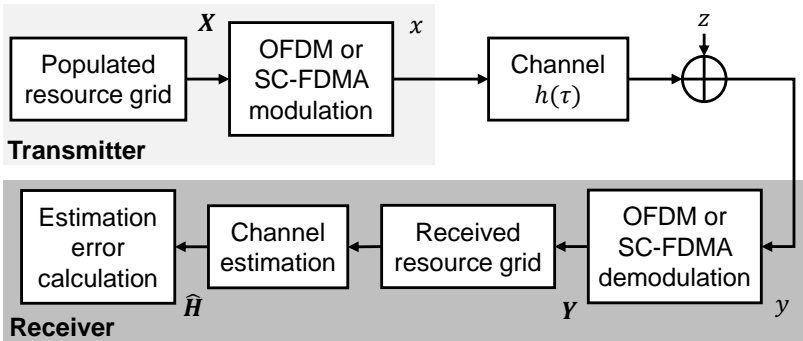 X
x
z
Populated
resource grid
OFDM or
SC-FDMA
modulation
Channel
h(τ)
Transmitter
Estimation
error
calculation
Channel
estimation
Received
resource grid
OFDM or
SC-FDMA
demodulation
Ĥ
Y
y
Receiver